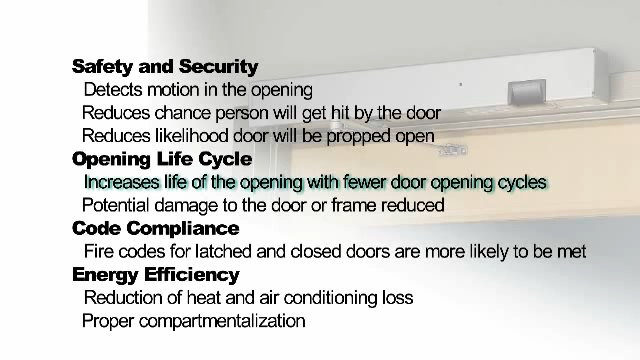 Safety and Security
Detects motion in the opening
Reduces chance person will get hit by the door
Reduces likelihood door will be propped open
Opening Life Cycle
Increases life of the opening with fewer door opening cycles
Potential damage to the door or frame reduced
Code Compliance
Fire codes for latched and closed doors are more likely to be met
Energy Efficiency
Reduction of heat and air conditioning loss
Proper compartmentalization